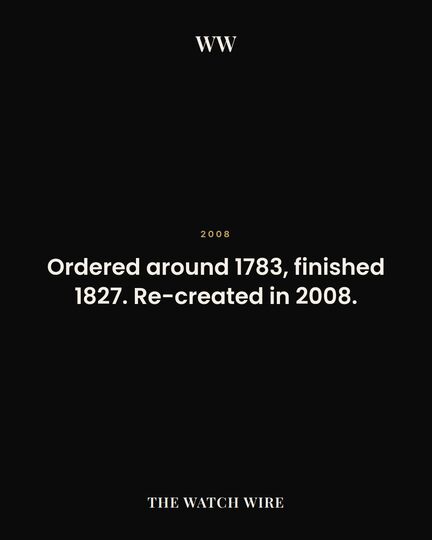 WW
2008
Ordered around 1783, finished
1827. Re-created in 2008.
THE WATCH WIRE